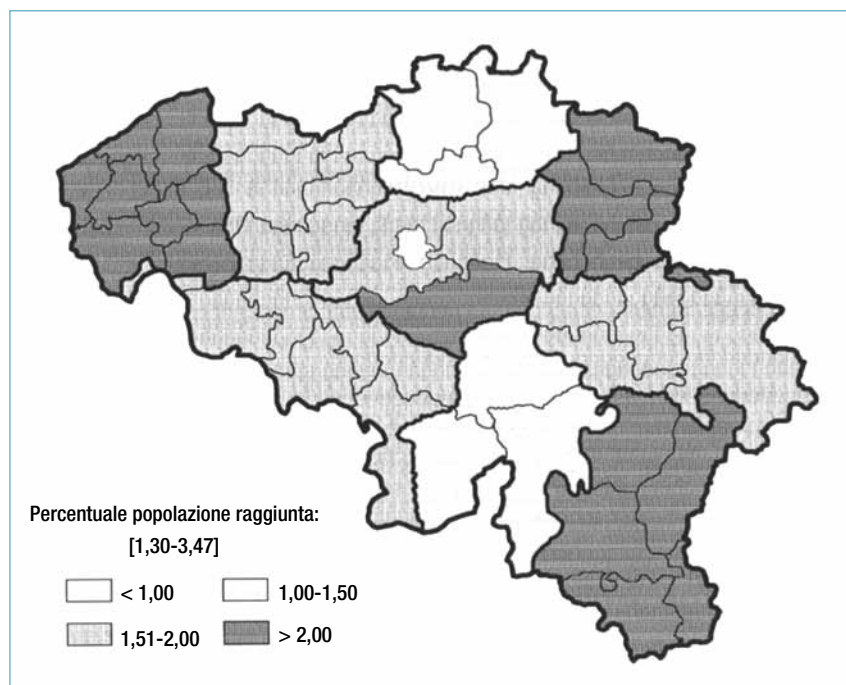 Percentuale popolazione raggiunta:
[1,30-3,47]
< 1,00 1,00-1,50
1,51-2,00 > 2,00